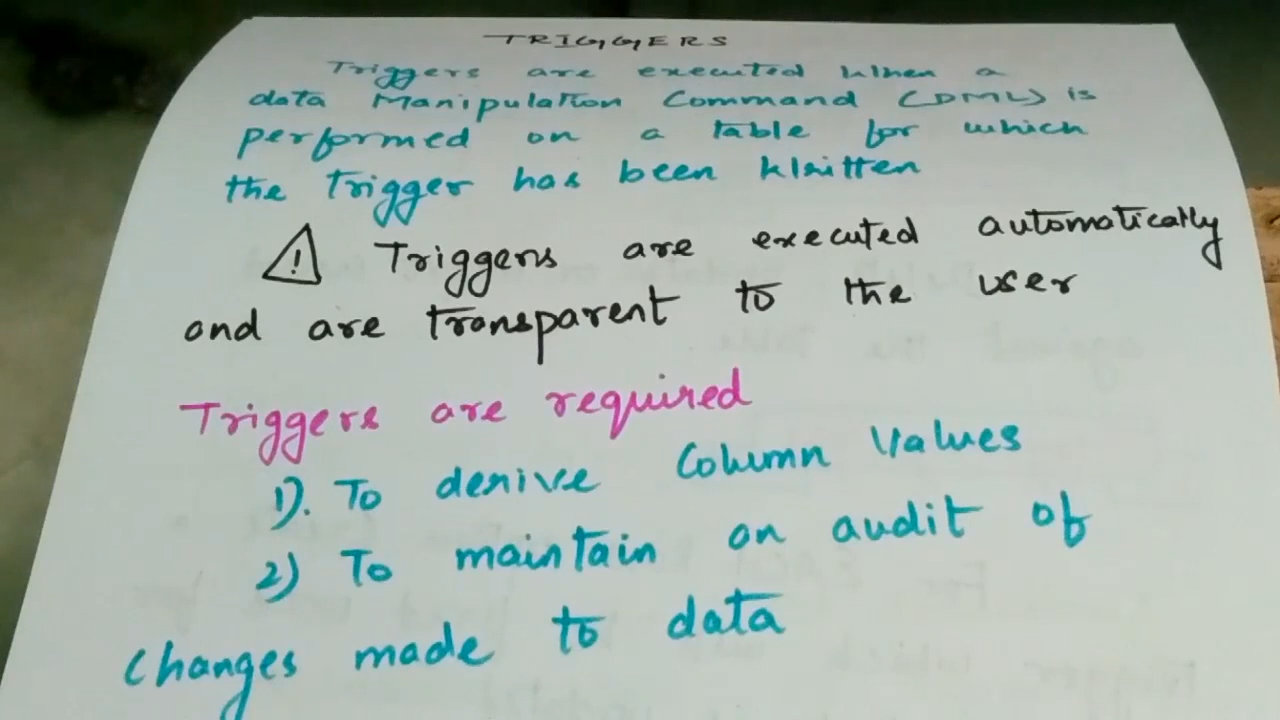 TRIGGERS
Triggers are executed when a
data Manipulation Command (DML) is
performed on a table for which
the Trigger has been written
Triggers are executed automatically
and are transparent to the user
Triggers are required
1). To derive Column Values
2) To maintain an audit of
changes made to data